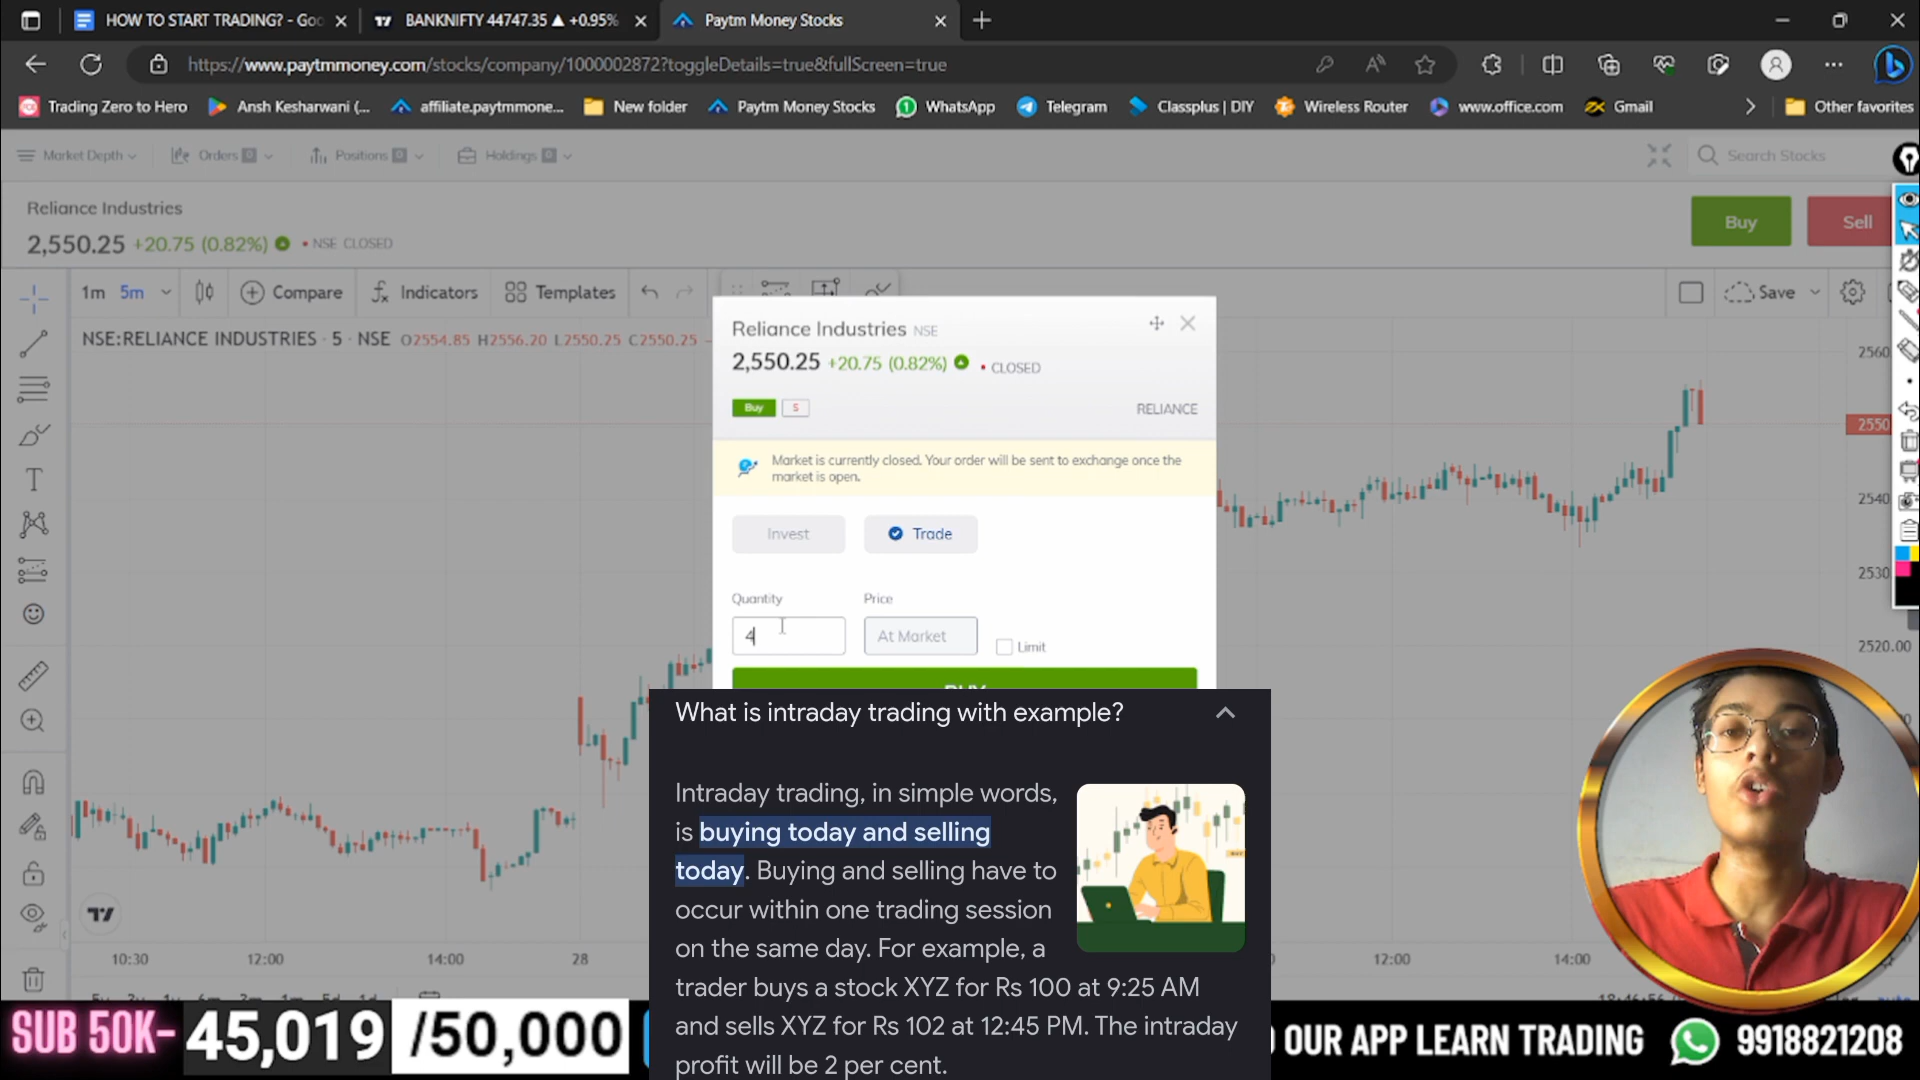 HOW TO START TRADING? - Goo
BANKNIFTY 44747.35 ▲ +0.95%
Paytm Money Stocks
https://www.paytmmoney.com/stocks/company/1000002872?toggleDetails=true&fullScreen=true
Trading Zero to Hero
Ansh Kesharwani (...
affiliate.paytmmone...
New folder
Paytm Money Stocks
WhatsApp
Telegram
Classplus | DIY
Wireless Router
www.office.com
Gmail
Other favorites
Market Depth
Orders 0
Positions 0
Holdings 0
Search Stocks
Reliance Industries
2,550.25 +20.75 (0.82%) • NSE CLOSED
Buy
Sell
1m 5m
Compare
Indicators
Templates
Save
NSE:RELIANCE INDUSTRIES · 5 · NSE O2554.85 H2556.20 L2550.25 C2550.25
Reliance Industries NSE
2,550.25 +20.75 (0.82%) • CLOSED
Buy S
RELIANCE
Market is currently closed. Your order will be sent to exchange once the
market is open.
Invest
Trade
Quantity
Price
4
At Market
Limit
2560
2550
2540
2530
2520.00
What is intraday trading with example?
Intraday trading, in simple words,
is buying today and selling
today. Buying and selling have to
occur within one trading session
on the same day. For example, a
trader buys a stock XYZ for Rs 100 at 9:25 AM
and sells XYZ for Rs 102 at 12:45 PM. The intraday
profit will be 2 per cent.
10:30
12:00
14:00
28
12:00
14:00
SUB 50K- 45,019 /50,000
OUR APP LEARN TRADING
9918821208